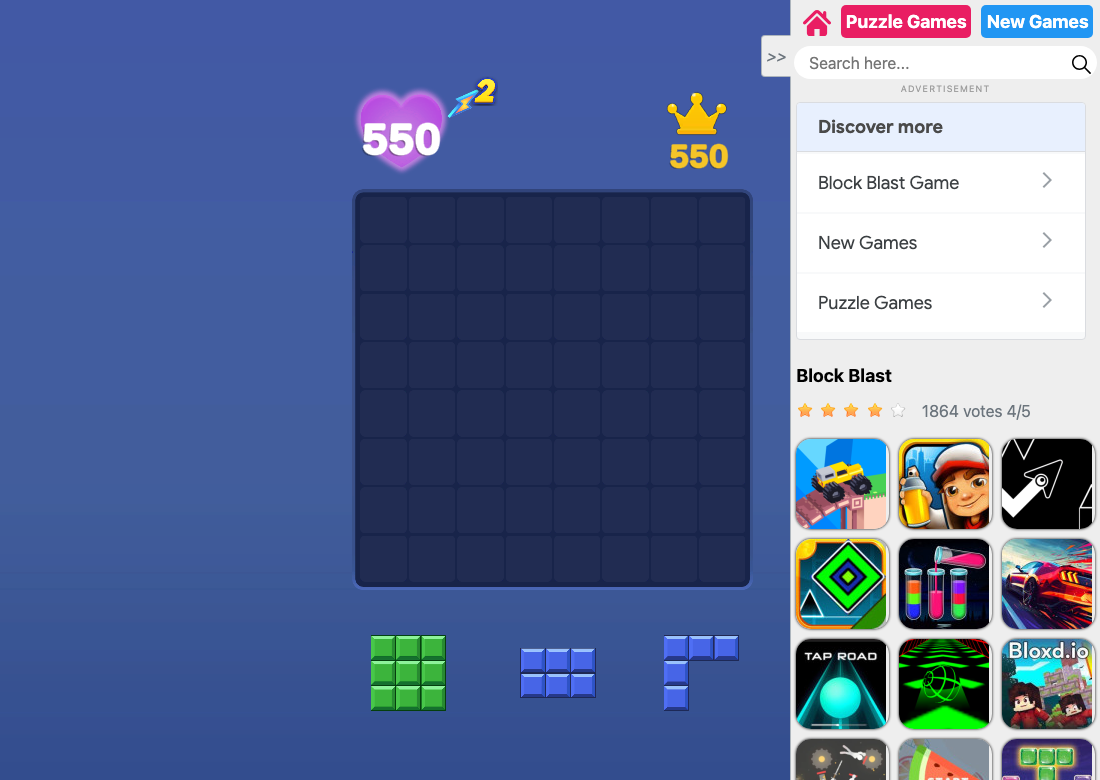 Puzzle Games
New Games
>>
Search here...
ADVERTISEMENT
2
550
550
Discover more
Block Blast Game
New Games
Puzzle Games
Block Blast
1864 votes 4/5
TAP ROAD
Bloxd.io